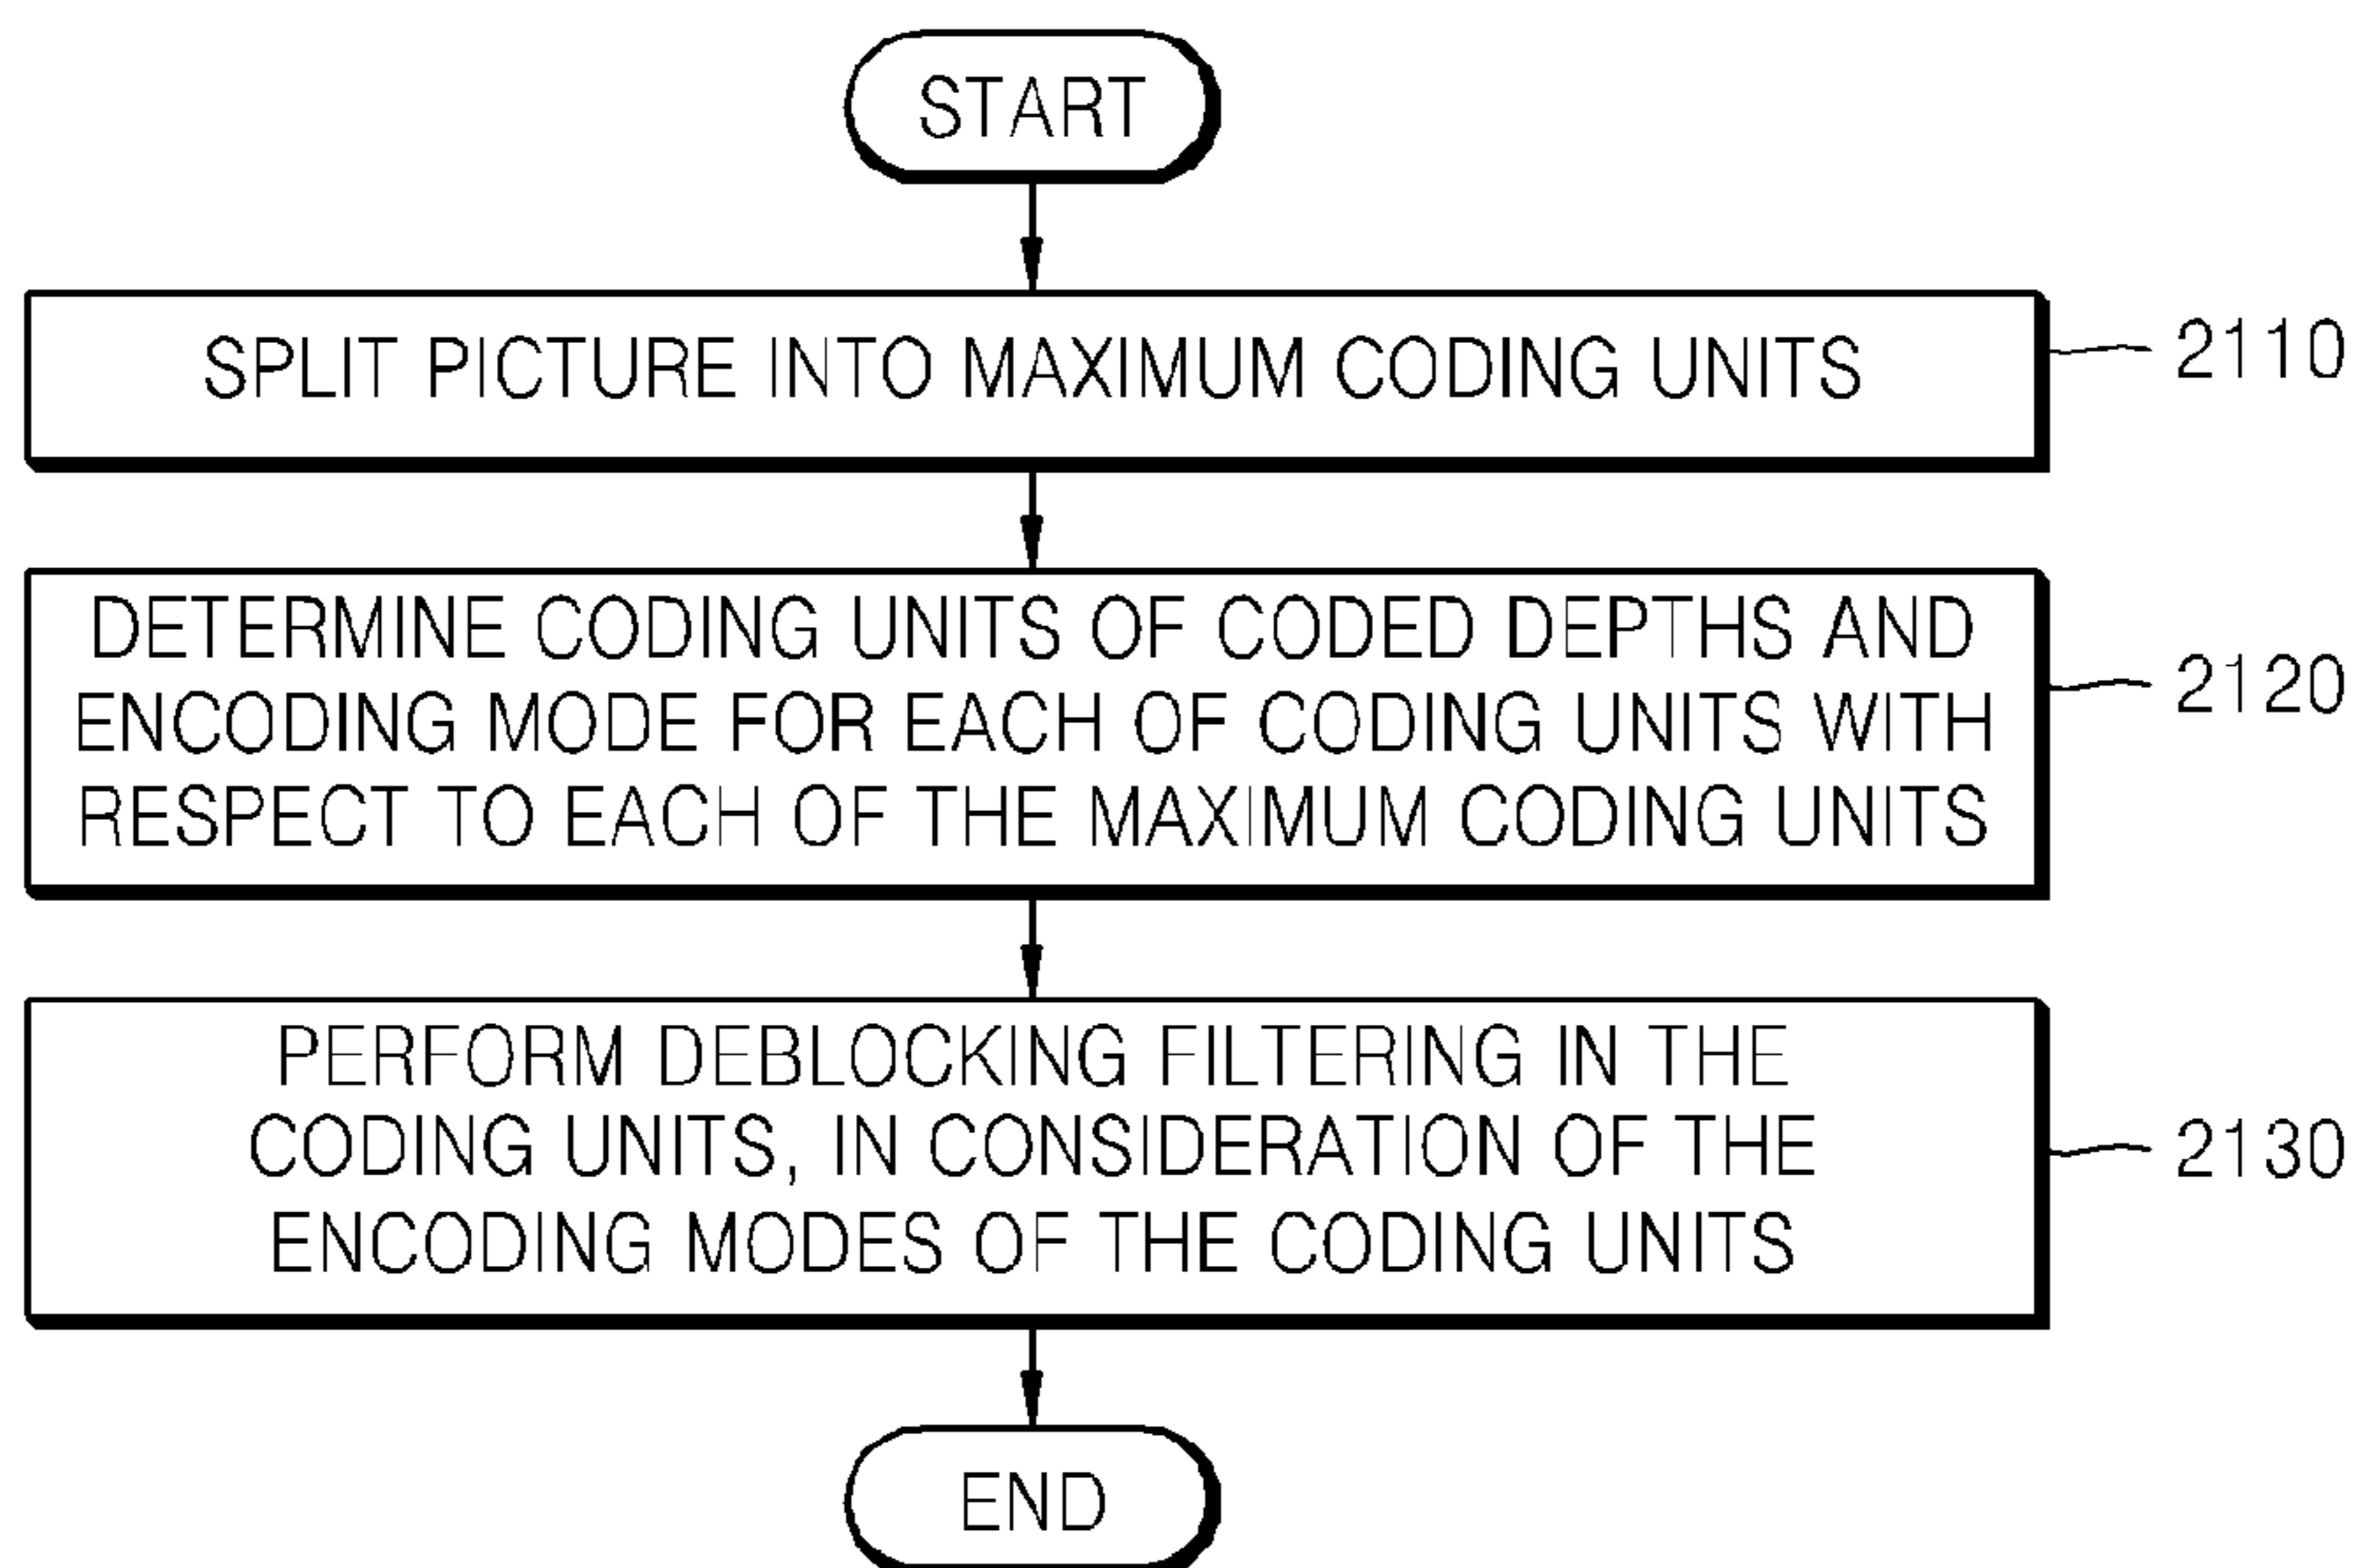 START
SPLIT PICTURE INTO MAXIMUM CODING UNITS
2110
DETERMINE CODING UNITS OF CODED DEPTHS AND
ENCODING MODE FOR EACH OF CODING UNITS WITH
RESPECT TO EACH OF THE MAXIMUM CODING UNITS
2120
PERFORM DEBLOCKING FILTERING IN THE
CODING UNITS, IN CONSIDERATION OF THE
ENCODING MODES OF THE CODING UNITS
2130
END